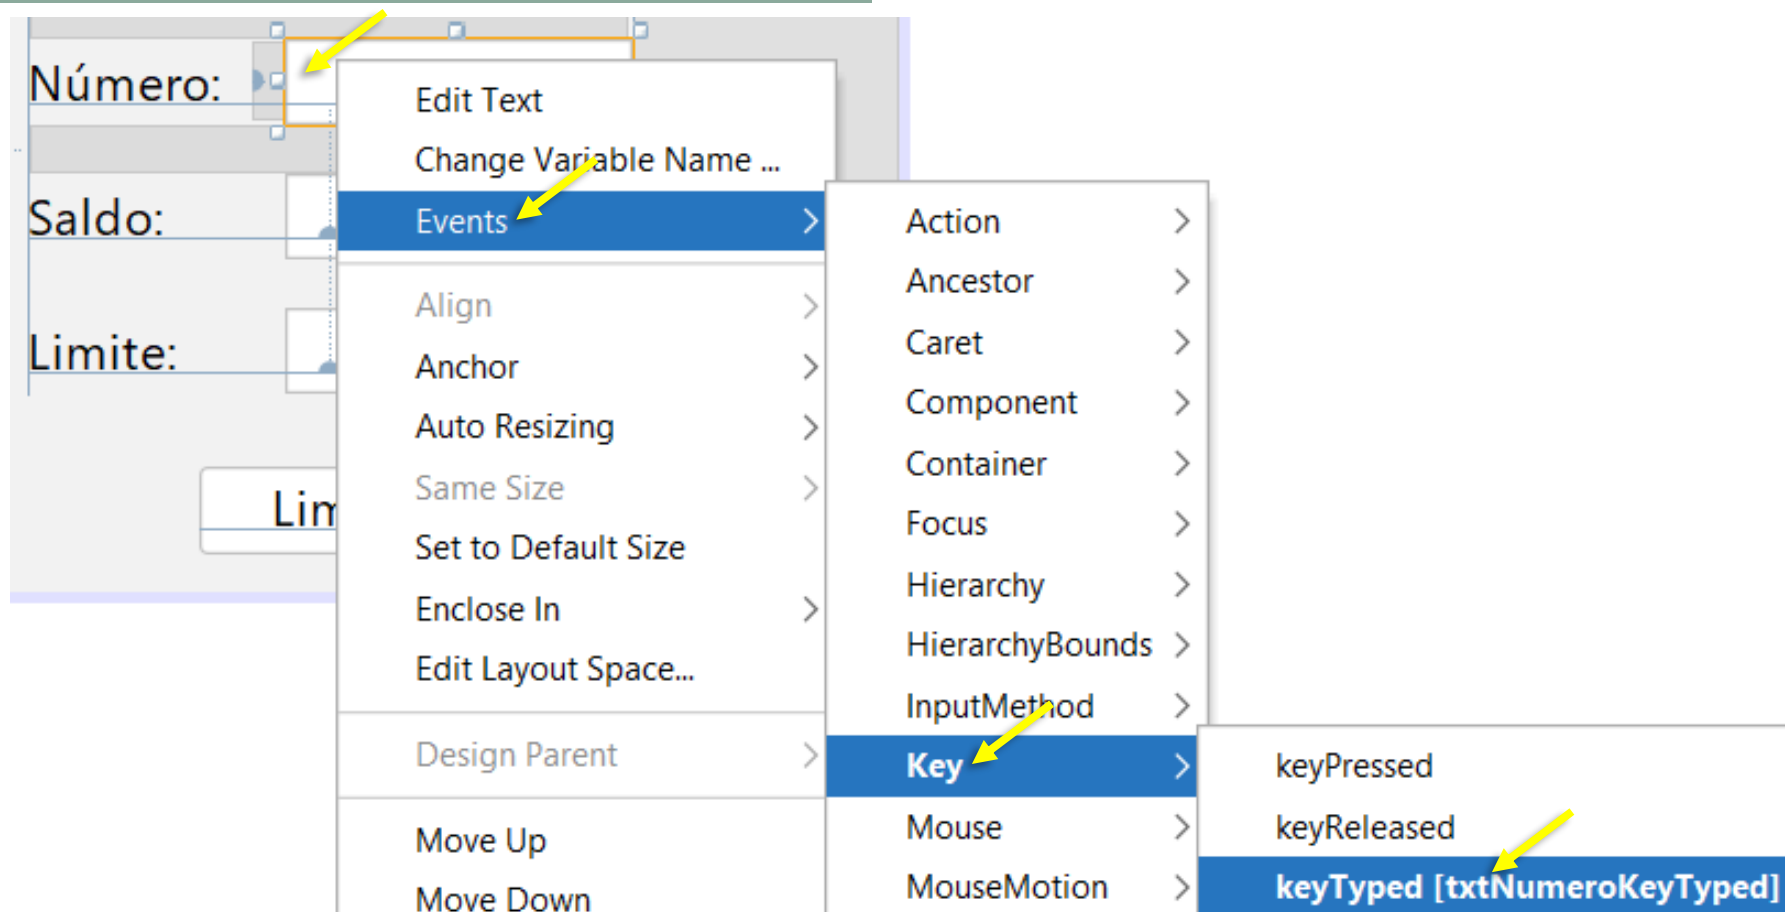 Número:
Saldo:
Limite:
Lim
Edit Text
Change Variable Name ...
Events
Align
Anchor
Auto Resizing
Same Size
Set to Default Size
Enclose In
Edit Layout Space...
Design Parent
Move Up
Move Down
Action
Ancestor
Caret
Component
Container
Focus
Hierarchy
HierarchyBounds
InputMethod
Key
Mouse
MouseMotion
keyPressed
keyReleased
keyTyped [txtNumeroKeyTyped]